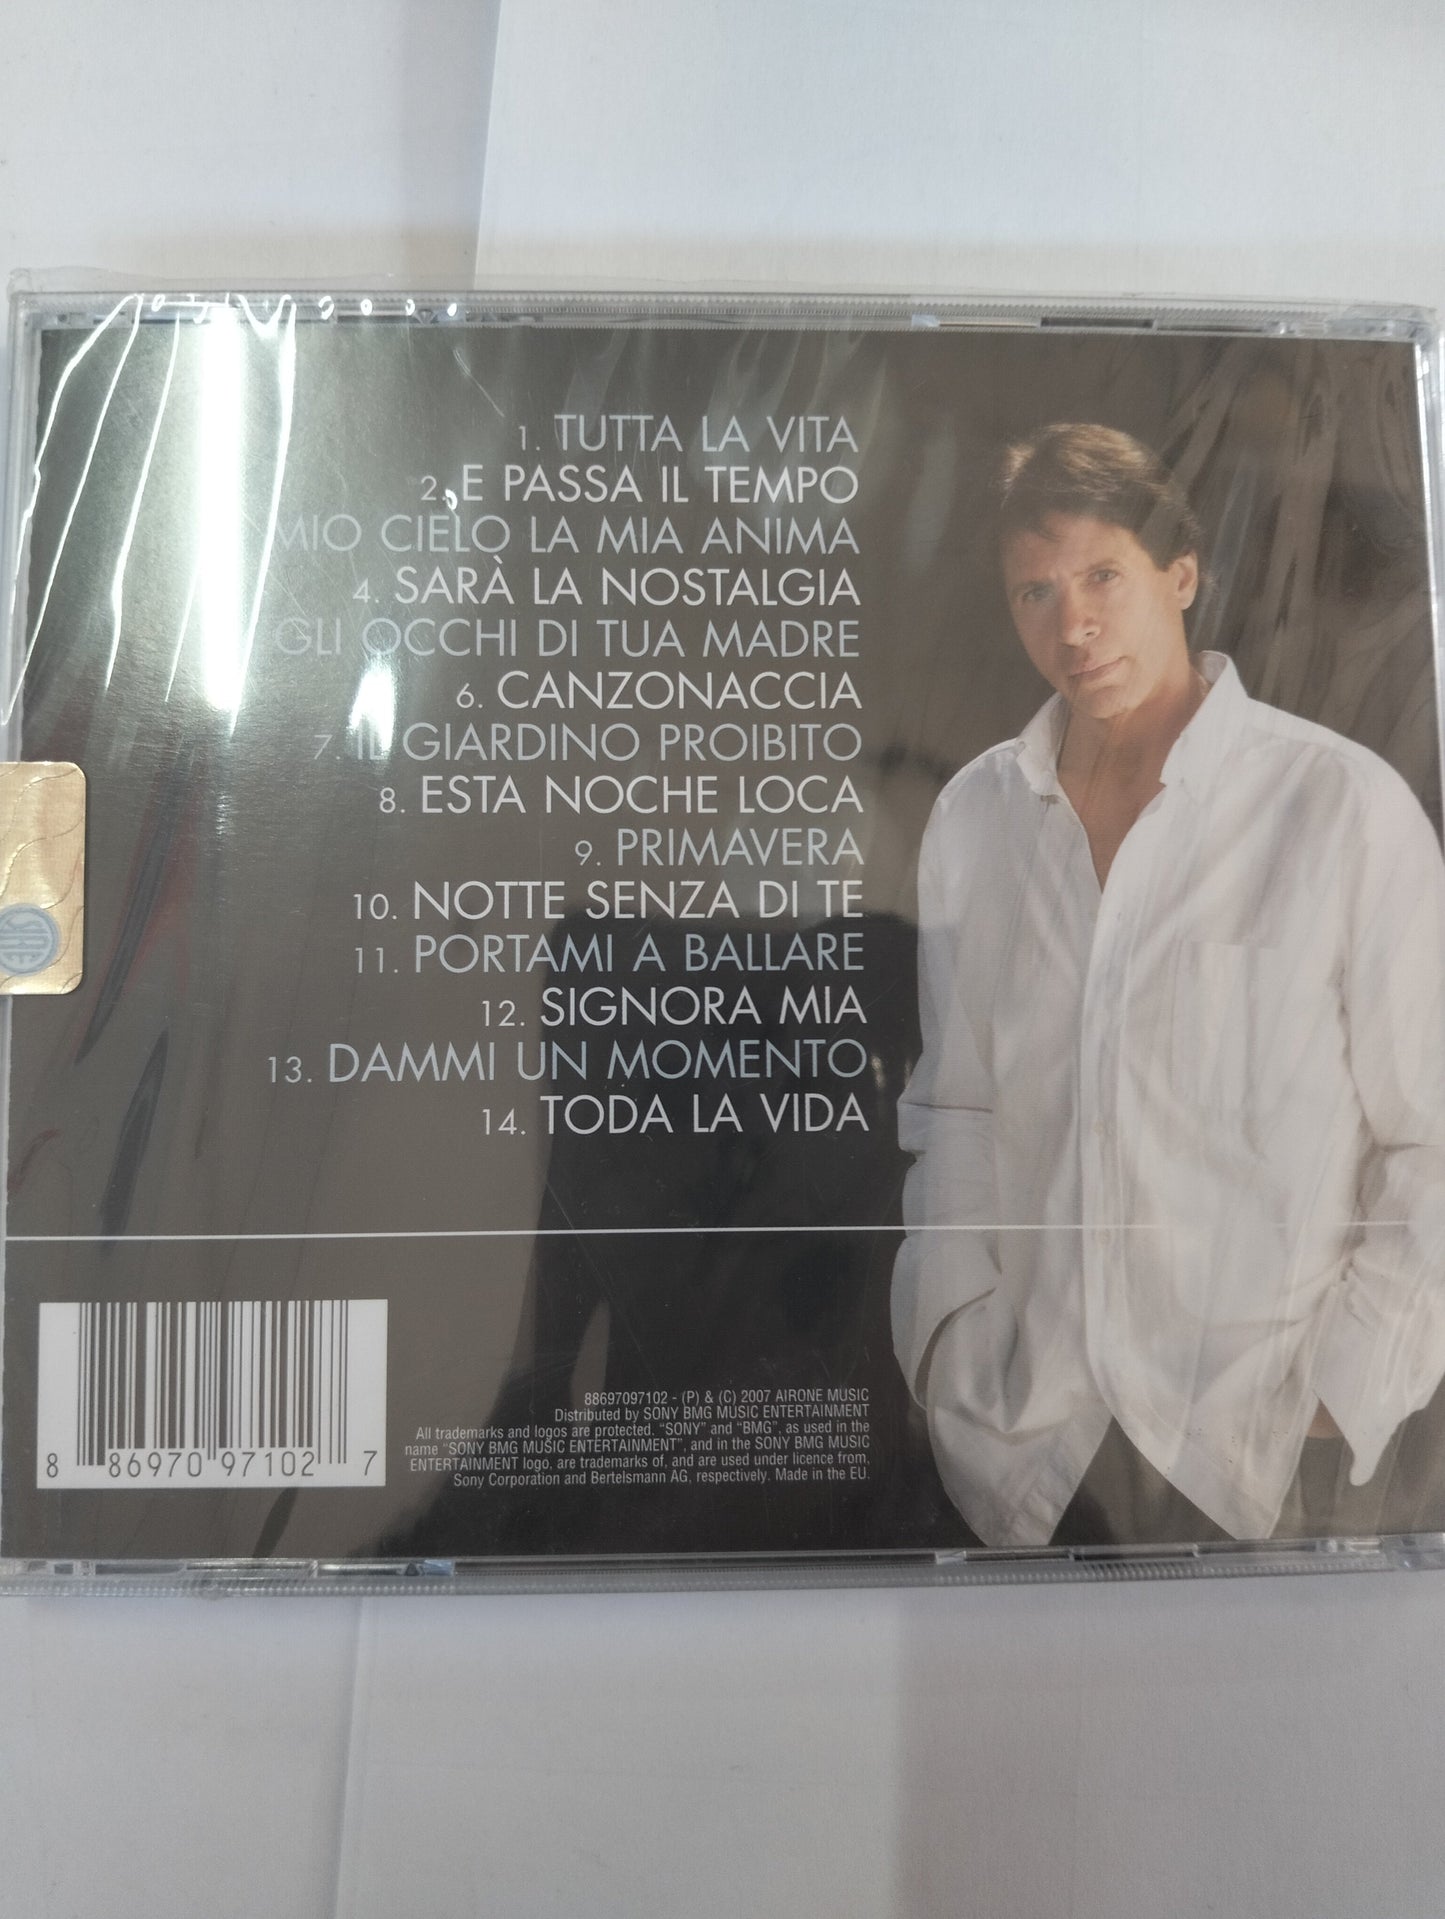 1. TUTTA LA VITA
2. E PASSA IL TEMPO
MIO CIELO LA MIA ANIMA
4. SARÀ LA NOSTALGIA
GLI OCCHI DI TUA MADRE
6. CANZONACCIA
7. IL GIARDINO PROIBITO
8. ESTA NOCHE LOCA
9. PRIMAVERA
10. NOTTE SENZA DI TE
11. PORTAMI A BALLARE
12. SIGNORA MIA
13. DAMMI UN MOMENTO
14. TODA LA VIDA
88697097102 - (P) & (C) 2007 AIRONE MUSIC
Distributed by SONY BMG MUSIC ENTERTAINMENT
All trademarks and logos are protected. "SONY" and "BMG", as used in the
name "SONY BMG MUSIC ENTERTAINMENT", and in the SONY BMG MUSIC
ENTERTAINMENT logo, are trademarks of, and are used under licence from,
Sony Corporation and Bertelsmann AG, respectively. Made in the EU.
8 86970 97102 7